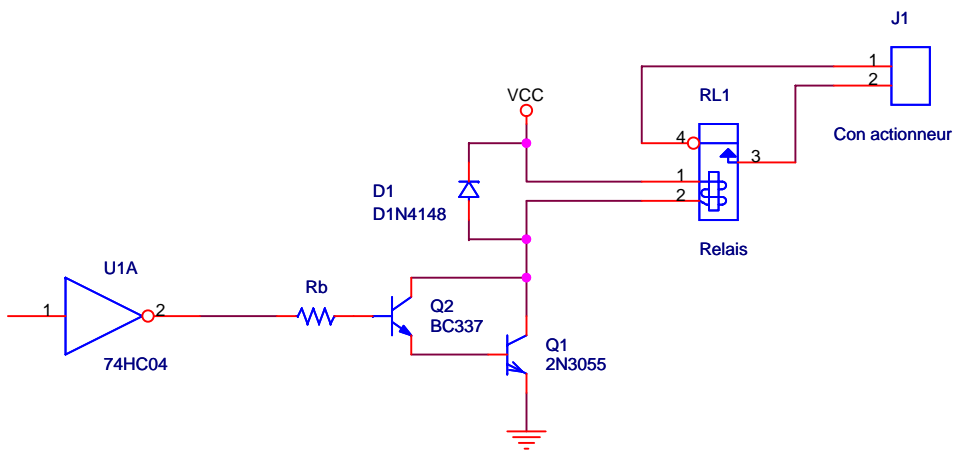 J1
1
2
Con actionneur
RL1
4
3
1
2
Relais
VCC
D1
D1N4148
U1A
1
2
74HC04
Rb
Q2
BC337
Q1
2N3055